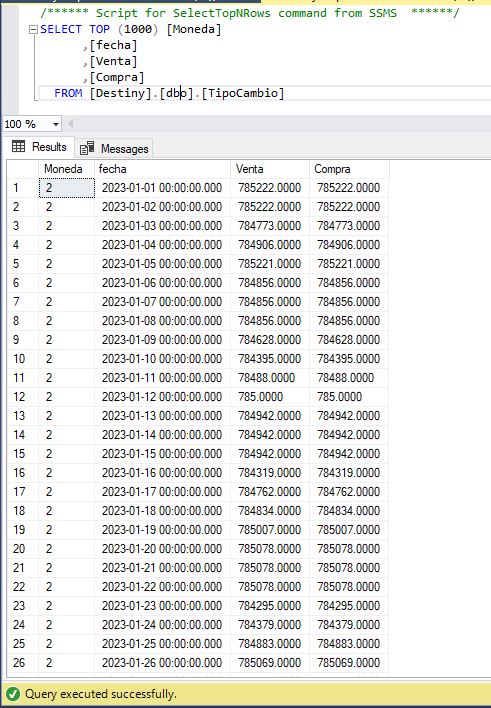 /****** Script for SelectTopNRows command from SSMS  ******/
SELECT TOP (1000) [Moneda]
      ,[fecha]
      ,[Venta]
      ,[Compra]
  FROM [Destiny].[dbo].[TipoCambio]
100 %
Results Messages
Moneda fecha Venta Compra
1 2 2023-01-01 00:00:00.000 785222.0000 785222.0000
2 2 2023-01-02 00:00:00.000 785222.0000 785222.0000
3 2 2023-01-03 00:00:00.000 784773.0000 784773.0000
4 2 2023-01-04 00:00:00.000 784906.0000 784906.0000
5 2 2023-01-05 00:00:00.000 785221.0000 785221.0000
6 2 2023-01-06 00:00:00.000 784856.0000 784856.0000
7 2 2023-01-07 00:00:00.000 784856.0000 784856.0000
8 2 2023-01-08 00:00:00.000 784856.0000 784856.0000
9 2 2023-01-09 00:00:00.000 784628.0000 784628.0000
10 2 2023-01-10 00:00:00.000 784395.0000 784395.0000
11 2 2023-01-11 00:00:00.000 78488.0000 78488.0000
12 2 2023-01-12 00:00:00.000 785.0000 785.0000
13 2 2023-01-13 00:00:00.000 784942.0000 784942.0000
14 2 2023-01-14 00:00:00.000 784942.0000 784942.0000
15 2 2023-01-15 00:00:00.000 784942.0000 784942.0000
16 2 2023-01-16 00:00:00.000 784319.0000 784319.0000
17 2 2023-01-17 00:00:00.000 784762.0000 784762.0000
18 2 2023-01-18 00:00:00.000 784834.0000 784834.0000
19 2 2023-01-19 00:00:00.000 785007.0000 785007.0000
20 2 2023-01-20 00:00:00.000 785078.0000 785078.0000
21 2 2023-01-21 00:00:00.000 785078.0000 785078.0000
22 2 2023-01-22 00:00:00.000 785078.0000 785078.0000
23 2 2023-01-23 00:00:00.000 784295.0000 784295.0000
24 2 2023-01-24 00:00:00.000 784379.0000 784379.0000
25 2 2023-01-25 00:00:00.000 784883.0000 784883.0000
26 2 2023-01-26 00:00:00.000 785069.0000 785069.0000
Query executed successfully.